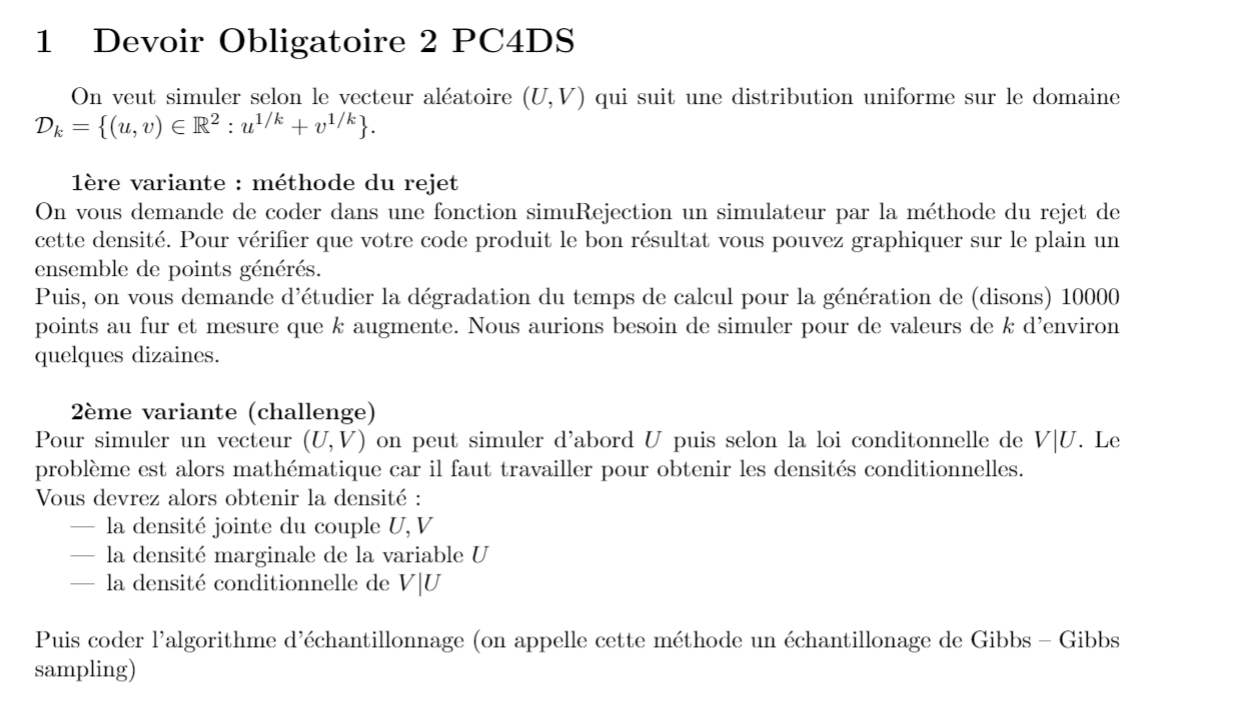 1 Devoir Obligatoire 2 PC4DS
On veut simuler selon le vecteur aléatoire (U, V) qui suit une distribution uniforme sur le domaine
𝒟ₖ = {(u, v) ∈ ℝ² : u^{1/k} + v^{1/k}}.
1ère variante : méthode du rejet
On vous demande de coder dans une fonction simuRejection un simulateur par la méthode du rejet de
cette densité. Pour vérifier que votre code produit le bon résultat vous pouvez graphiquer sur le plain un
ensemble de points générés.
Puis, on vous demande d'étudier la dégradation du temps de calcul pour la génération de (disons) 10000
points au fur et mesure que k augmente. Nous aurions besoin de simuler pour de valeurs de k d'environ
quelques dizaines.
2ème variante (challenge)
Pour simuler un vecteur (U, V) on peut simuler d'abord U puis selon la loi conditonnelle de V|U. Le
problème est alors mathématique car il faut travailler pour obtenir les densités conditionnelles.
Vous devrez alors obtenir la densité :
— la densité jointe du couple U, V
— la densité marginale de la variable U
— la densité conditionnelle de V|U
Puis coder l'algorithme d'échantillonnage (on appelle cette méthode un échantillonage de Gibbs – Gibbs
sampling)